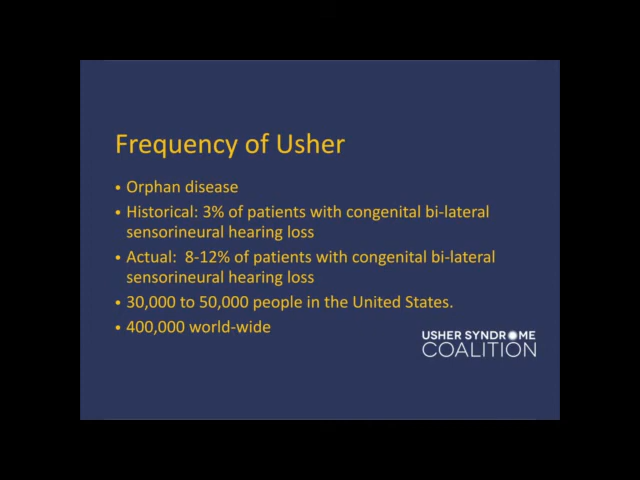 Frequency of Usher
• Orphan disease
• Historical: 3% of patients with congenital bi-lateral
sensorineural hearing loss
• Actual:  8-12% of patients with congenital bi-lateral
sensorineural hearing loss
• 30,000 to 50,000 people in the United States.
• 400,000 world-wide
USHER SYNDROME
COALITION